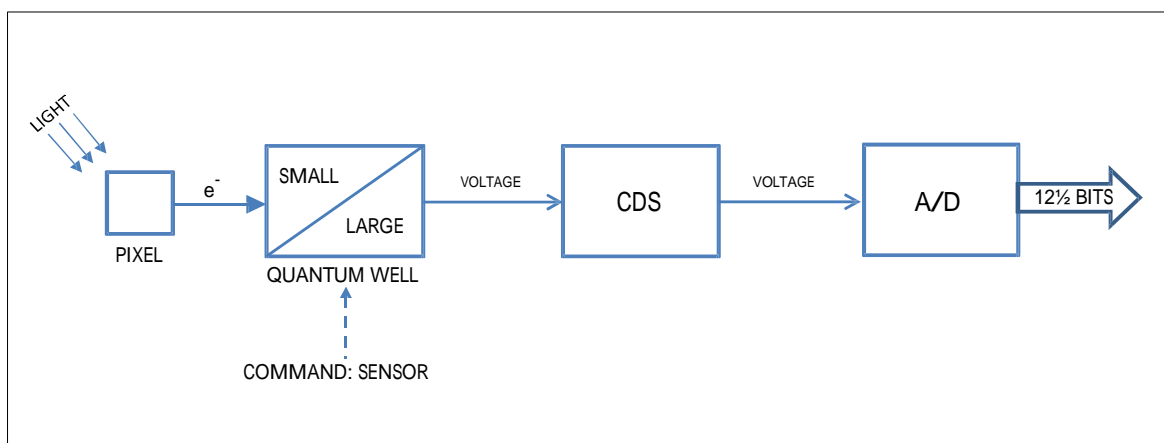 LIGHT
e-
PIXEL
SMALL
LARGE
QUANTUM WELL
COMMAND: SENSOR
VOLTAGE
CDS
VOLTAGE
A/D
12½ BITS